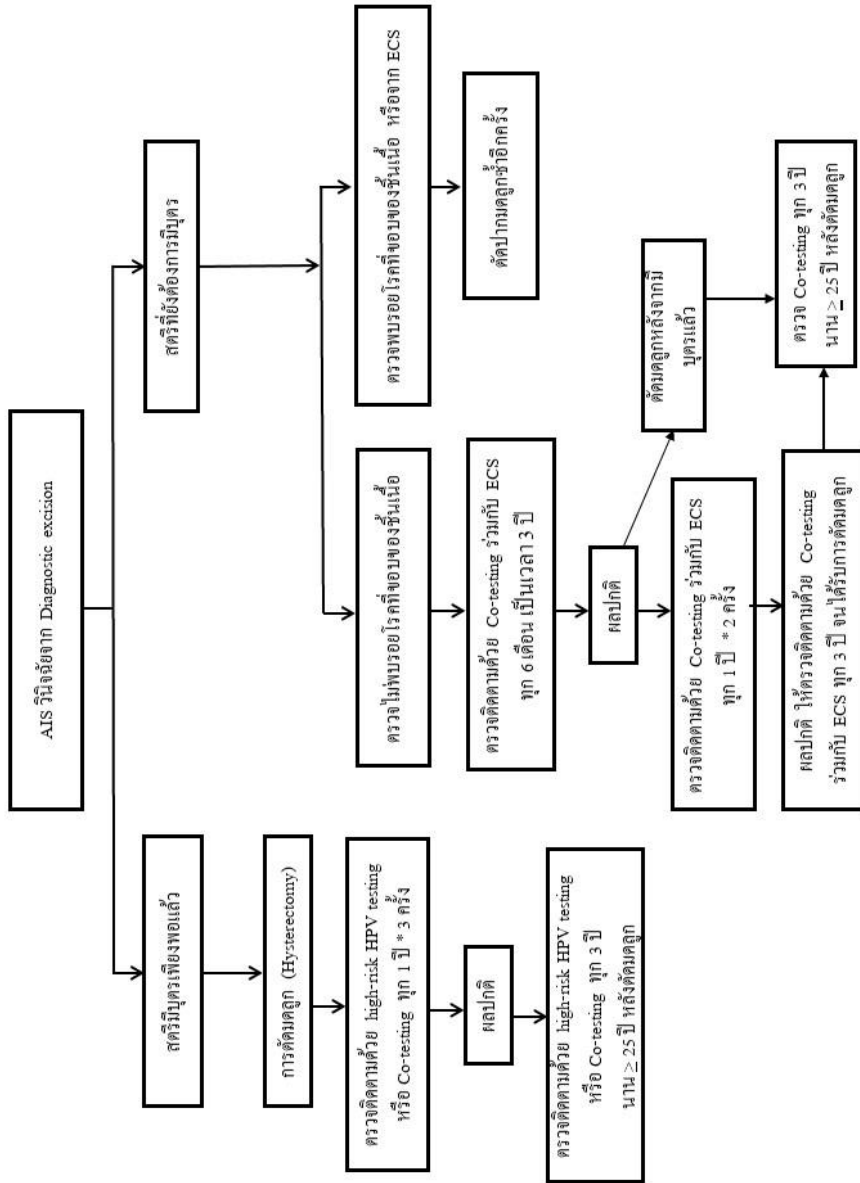 AIS วินิจฉัยจาก Diagnostic excision
สตรีมีบุตรเพียงพอแล้ว
การตัดมดลูก (Hysterectomy)
ตรวจติดตามด้วย high-risk HPV testing
หรือ Co-testing ทุก 1 ปี * 3 ครั้ง
ผลปกติ
ตรวจติดตามด้วย high-risk HPV testing
หรือ Co-testing ทุก 3 ปี
นาน ≥ 25 ปี หลังตัดมดลูก
สตรีที่ยังต้องการมีบุตร
ตรวจไม่พบรอยโรคที่ขอบของชิ้นเนื้อ
ตรวจติดตามด้วย Co-testing ร่วมกับ ECS
ทุก 6 เดือน เป็นเวลา 3 ปี
ผลปกติ
ตรวจติดตามด้วย Co-testing ร่วมกับ ECS
ทุก 1 ปี * 2 ครั้ง
ผลปกติ ให้ตรวจติดตามด้วย Co-testing
ร่วมกับ ECS ทุก 3 ปี จนได้รับการตัดมดลูก
ตัดมดลูกหลังจากมี
บุตรแล้ว
ตรวจ Co-testing ทุก 3 ปี
นาน ≥ 25 ปี หลังตัดมดลูก
ตรวจพบรอยโรคที่ขอบของชิ้นเนื้อ หรือจาก ECS
ตัดปากมดลูกซ้ำอีกครั้ง